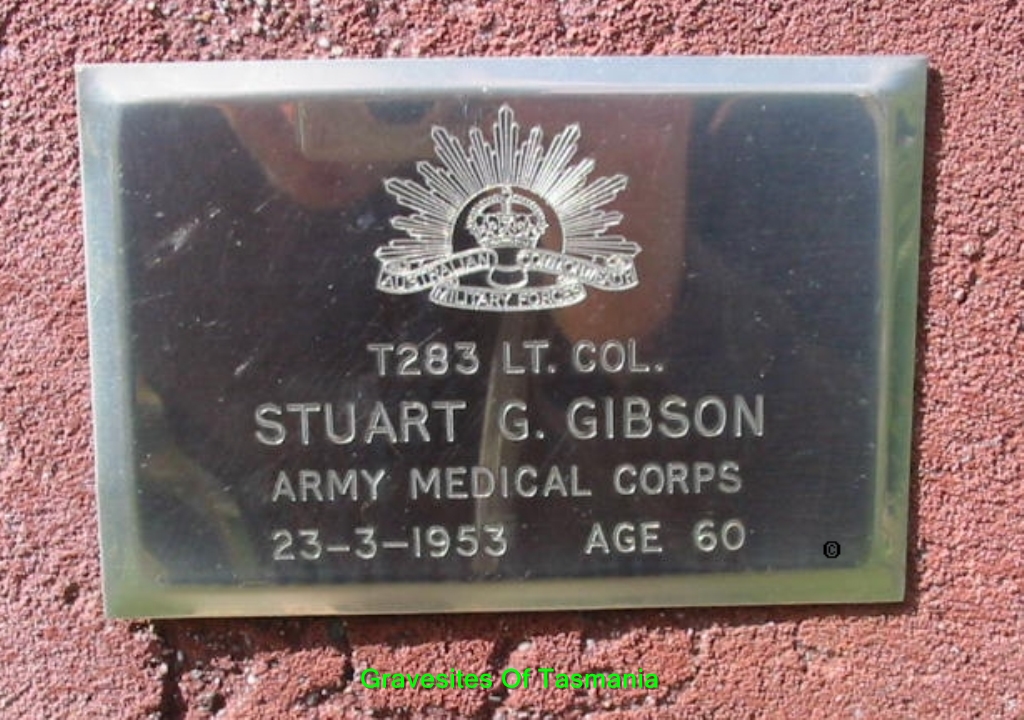 AUSTRALIAN COMMONWEALTH
MILITARY FORCES
T283 LT. COL.
STUART G. GIBSON
ARMY MEDICAL CORPS
23-3-1953 AGE 60
©
Gravesites Of Tasmania